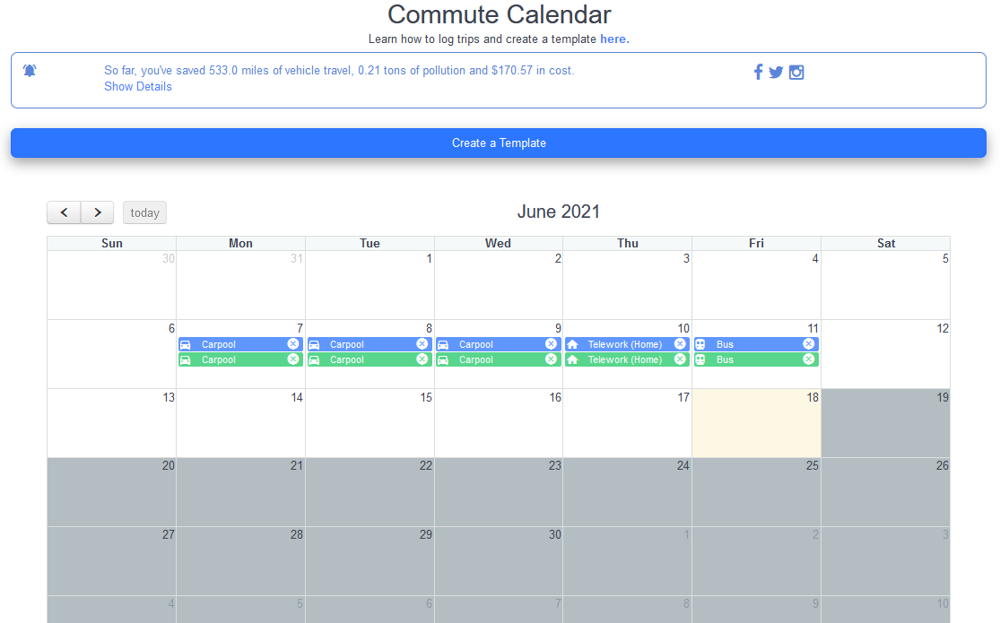 Commute Calendar
Learn how to log trips and create a template here.
So far, you've saved 533.0 miles of vehicle travel, 0.21 tons of pollution and $170.57 in cost.
Show Details
Create a Template
today
June 2021
Sun Mon Tue Wed Thu Fri Sat
30 31 1 2 3 4 5
6 7 8 9 10 11 12
Carpool Carpool Carpool Telework (Home) Bus
Carpool Carpool Carpool Telework (Home) Bus
13 14 15 16 17 18 19
20 21 22 23 24 25 26
27 28 29 30 1 2 3
4 5 6 7 8 9 10